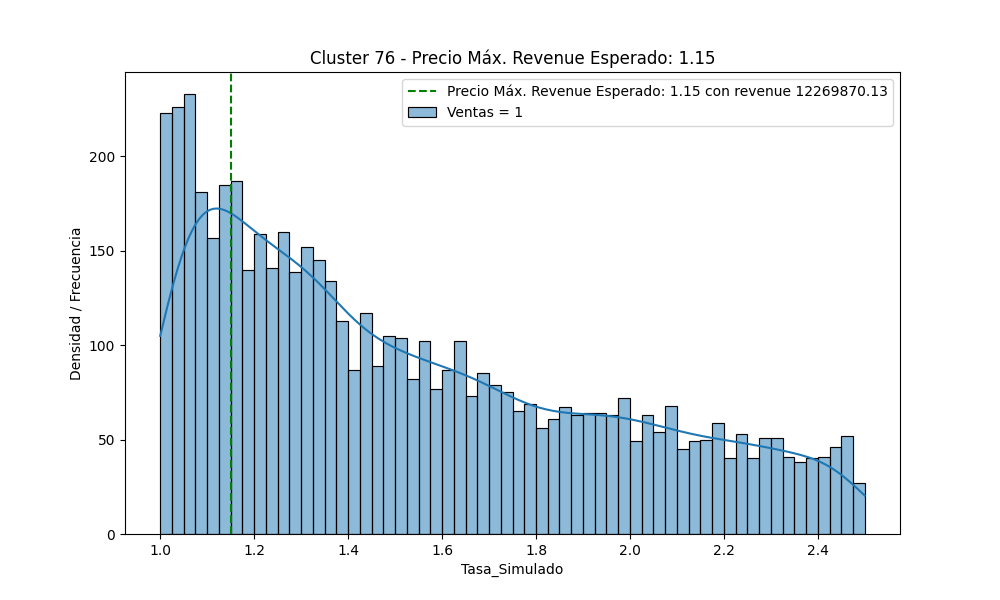 Cluster 76 - Precio Máx. Revenue Esperado: 1.15
Precio Máx. Revenue Esperado: 1.15 con revenue 12269870.13
Ventas = 1
Densidad / Frecuencia
200
150
100
50
0
1.0 1.2 1.4 1.6 1.8 2.0 2.2 2.4
Tasa_Simulado